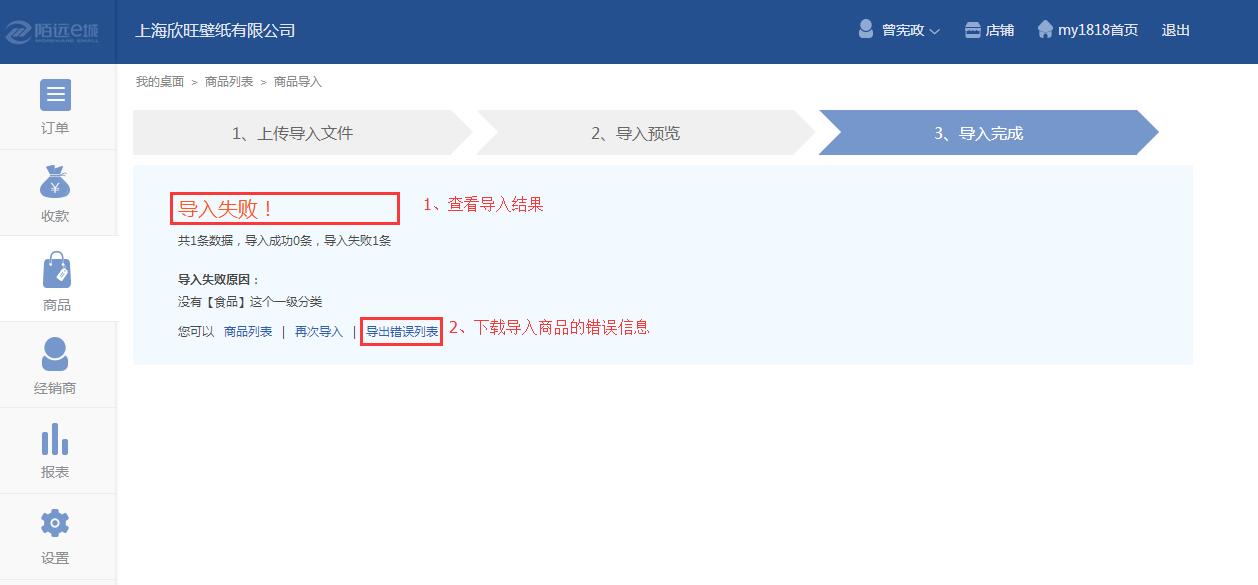 陌远e城
上海欣旺壁纸有限公司
曾宪政
店铺
my1818首页
退出
我的桌面 > 商品列表 > 商品导入
1、上传导入文件
2、导入预览
3、导入完成
订单
¥
收款
商品
经销商
报表
设置
导入失败！
1、查看导入结果
共1条数据，导入成功0条，导入失败1条
导入失败原因：
没有【食品】这个一级分类
您可以 商品列表 | 再次导入 | 导出错误列表
2、下载导入商品的错误信息